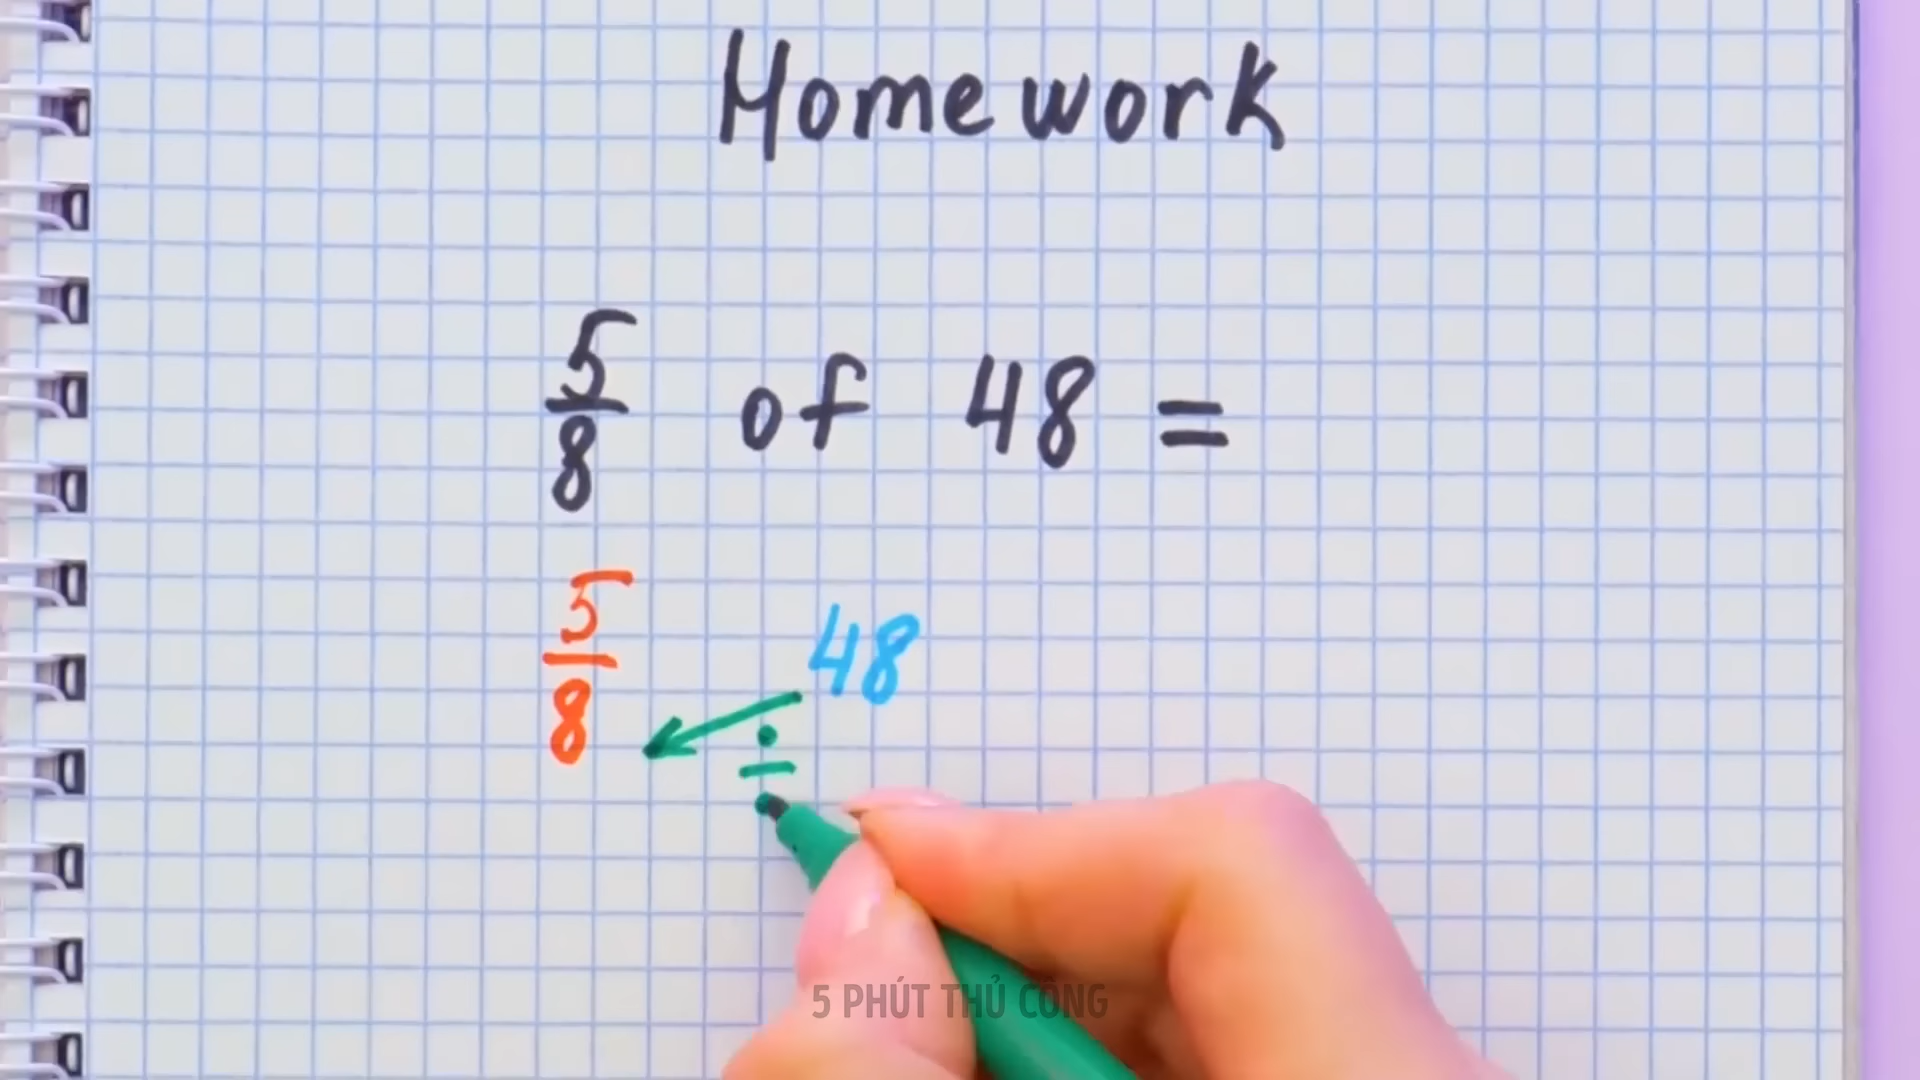 Homework
5/8 of 48 =
5/8 48
÷
5 PHÚT THỦ CÔNG